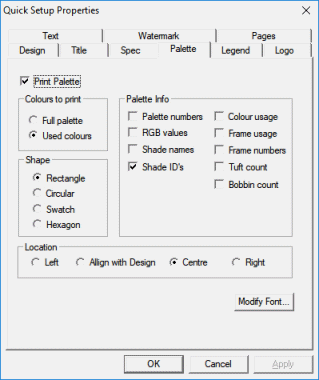 Quick Setup Properties
Text Watermark Pages
Design Title Spec Palette Legend Logo
Print Palette
Colours to print
Full palette
Used colours
Shape
Rectangle
Circular
Swatch
Hexagon
Palette Info
Palette numbers Colour usage
RGB values Frame usage
Shade names Frame numbers
Shade ID's Tuft count
Bobbin count
Location
Left Allign with Design Centre Right
Modify Font...
OK Cancel Apply